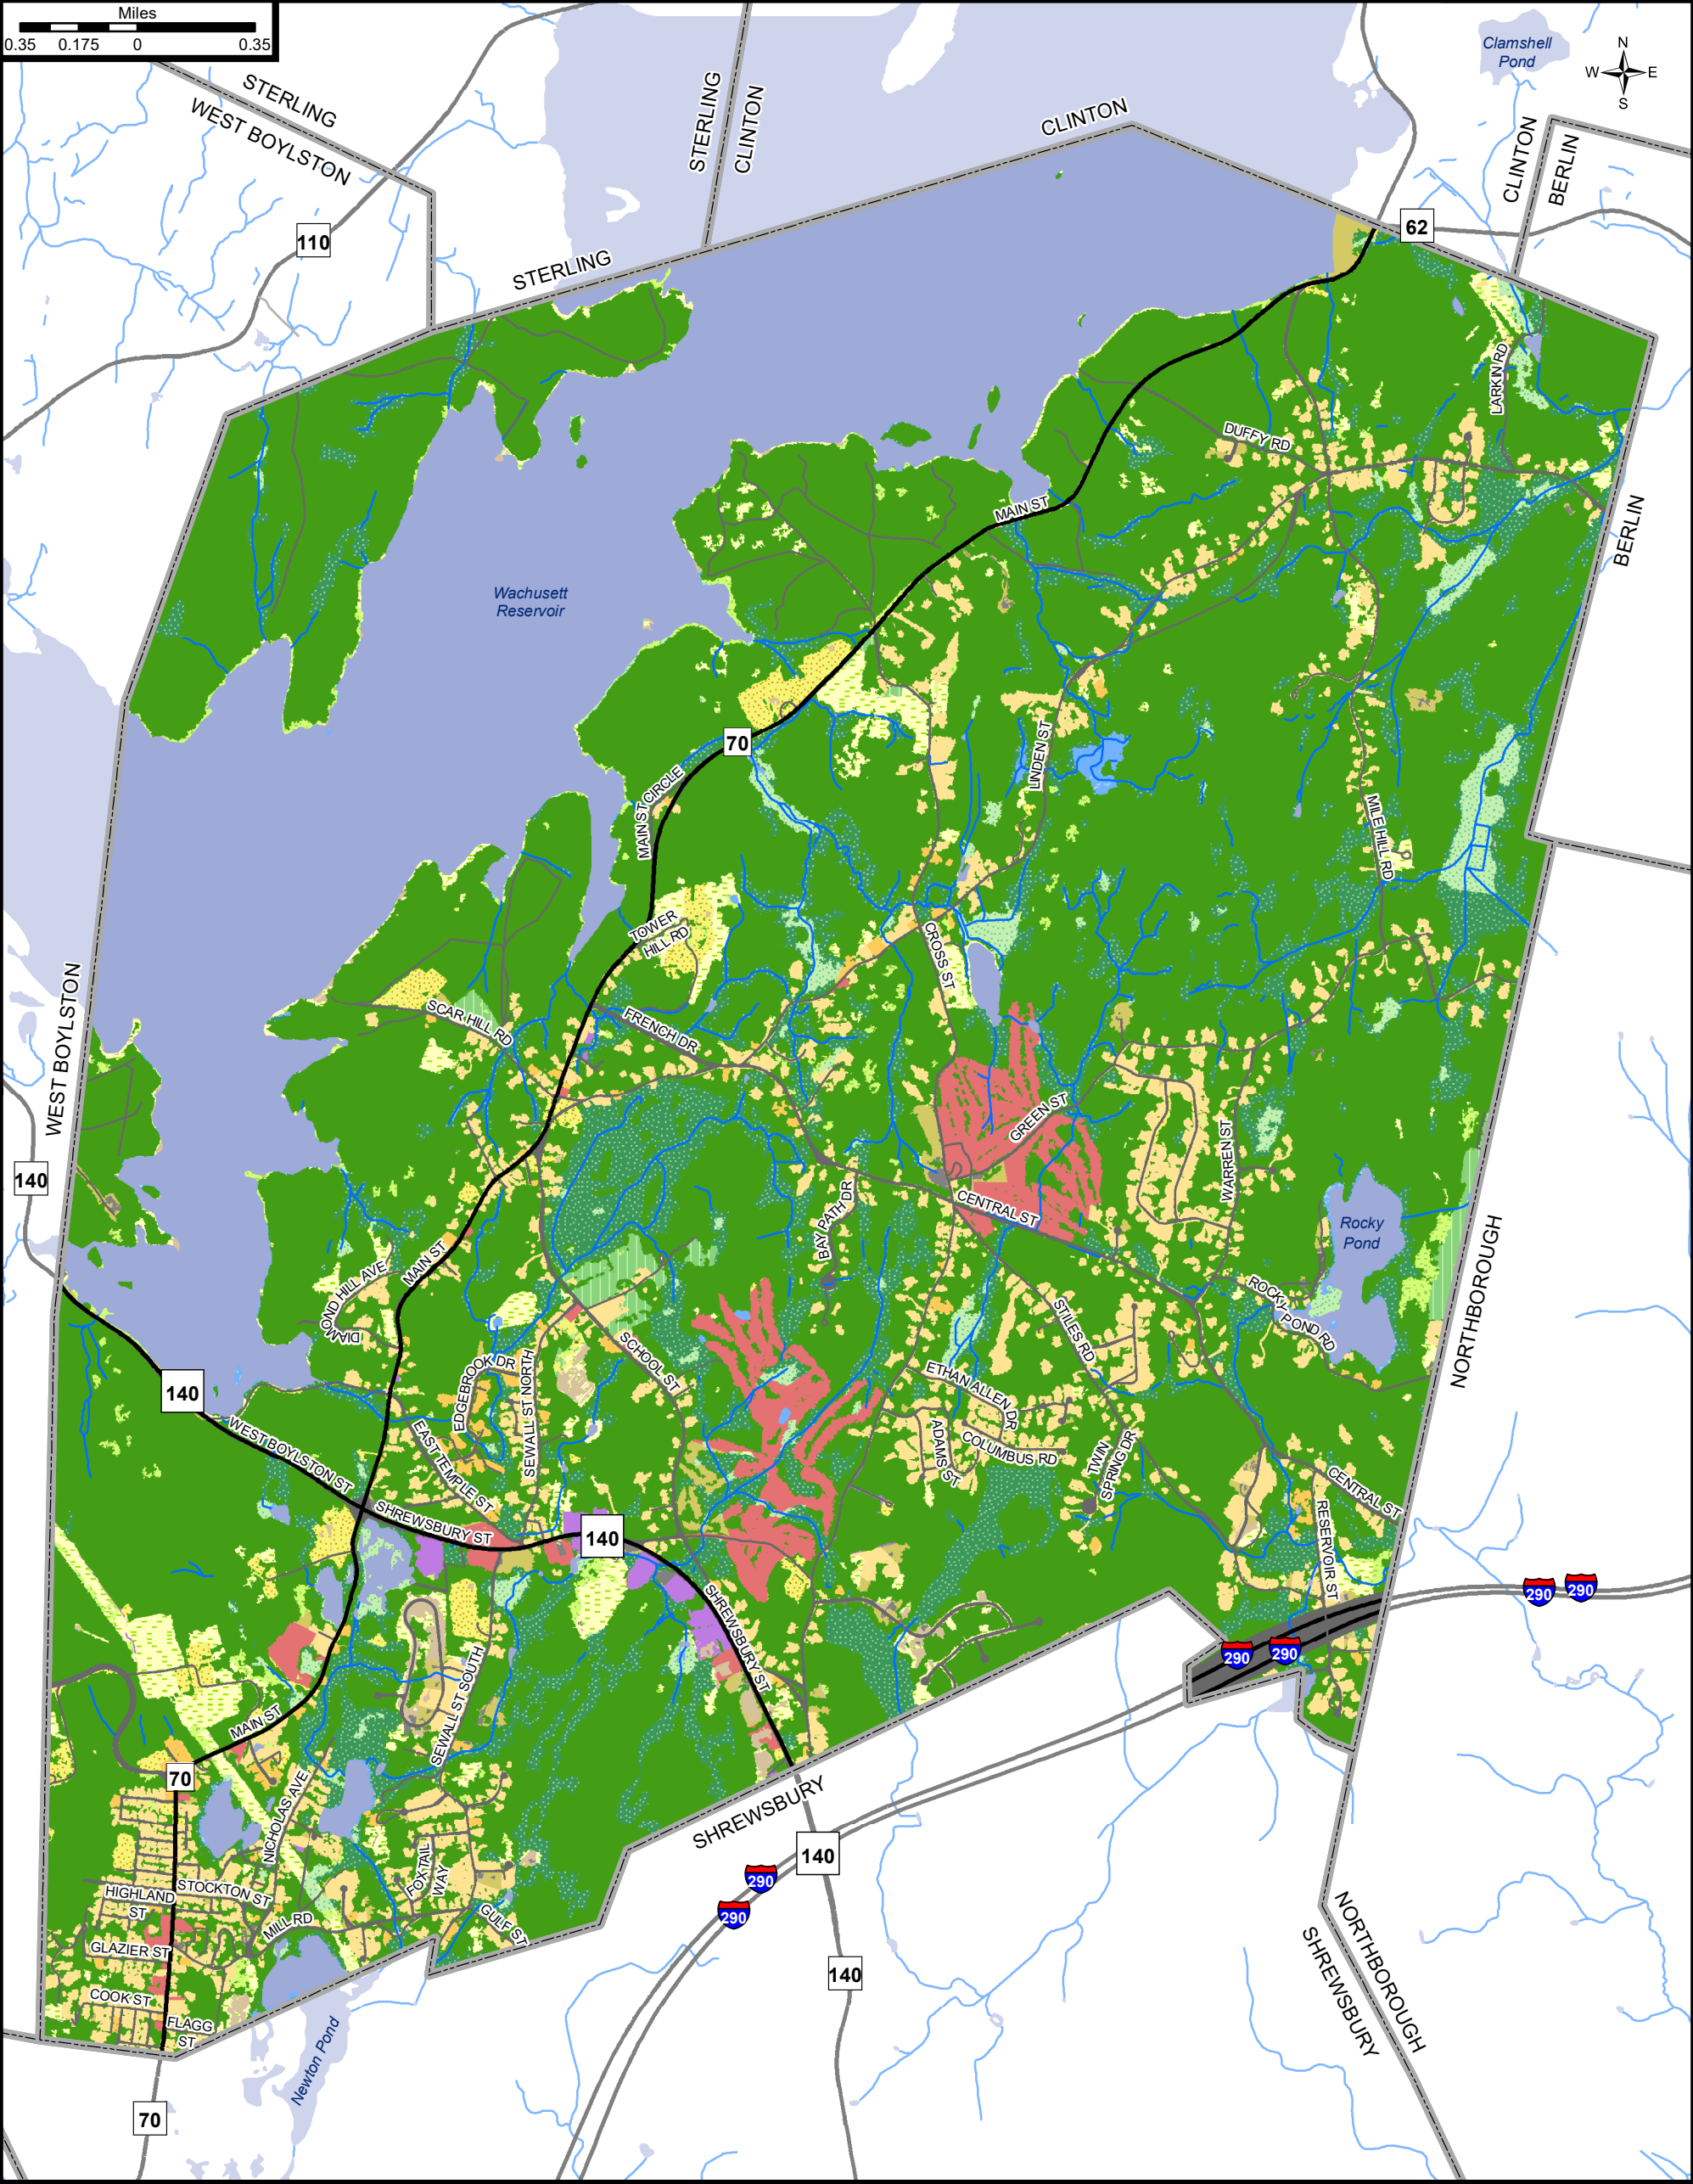 Miles
0.35 0.175 0 0.35
Clamshell
Pond
N
W E
S
STERLING
WEST BOYLSTON
STERLING
CLINTON
CLINTON
CLINTON
BERLIN
110
62
STERLING
LARKIN RD
DUFFY RD
MAIN ST
BERLIN
Wachusett
Reservoir
70
LINDEN ST
MAIN ST CIRCLE
MILE HILL RD
TOWER
HILL RD
CROSS ST
WEST BOYLSTON
SCAR HILL RD
FRENCH DR
GREEN ST
WARREN ST
140
CENTRAL ST
BAY PATH DR
Rocky
Pond
NORTHBOROUGH
MAIN ST
DIAMOND HILL AVE
ROCKY
POND RD
STILES RD
SCHOOL ST
140
EDGEBROOK DR
SEWALL ST NORTH
ETHAN ALLEN DR
ADAMS ST
COLUMBUS RD
TWIN
SPRING DR
WEST BOYLSTON ST
EAST TEMPLE ST
SHREWSBURY ST
140
CENTRAL ST
RESERVOIR ST
290
290
SHREWSBURY ST
290
290
SEWALL ST SOUTH
MAIN ST
70
NICHOLAS AVE
SHREWSBURY
140
FOX TAIL
WAY
290
290
HIGHLAND
ST
STOCKTON ST
MILL RD
GULF ST
GLAZIER ST
COOK ST
FLAGG
ST
140
NORTHBOROUGH
SHREWSBURY
Newton Pond
70